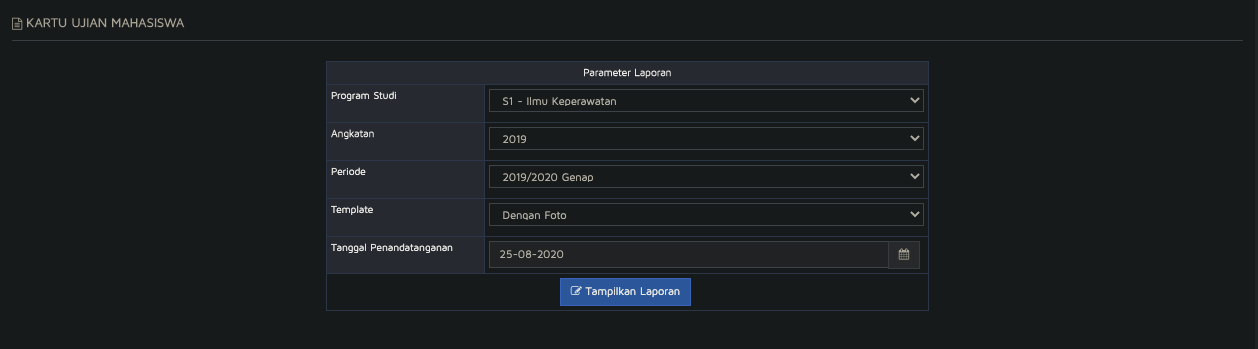 KARTU UJIAN MAHASISWA
Parameter Laporan
Program Studi
S1 - Ilmu Keperawatan
Angkatan
2019
Periode
2019/2020 Genap
Template
Dengan Foto
Tanggal Penandatanganan
25-08-2020
Tampilkan Laporan